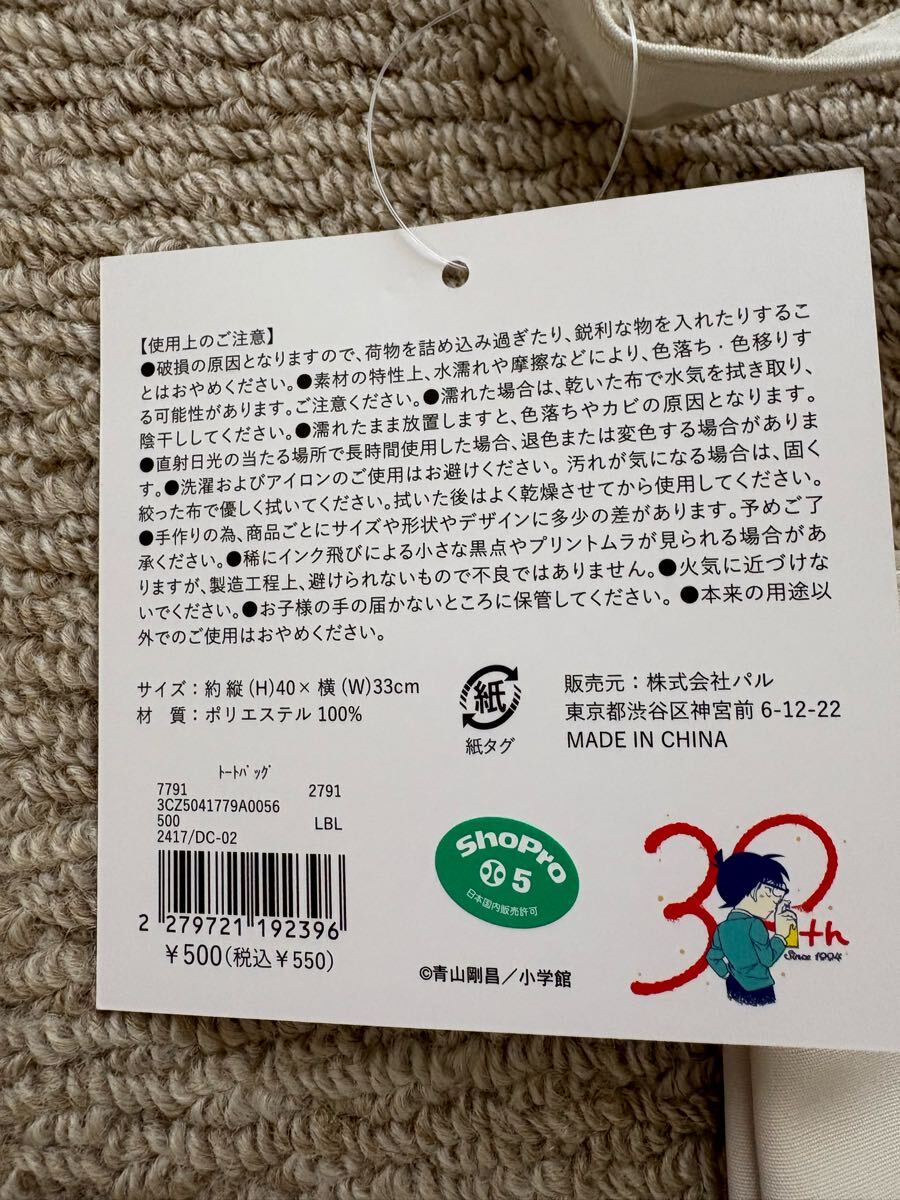 【使用上のご注意】
●破損の原因となりますので、荷物を詰め込み過ぎたり、鋭利な物を入れたりするこ
とはおやめください。●素材の特性上、水濡れや摩擦などにより、色落ち・色移りす
る可能性があります。ご注意ください。●濡れた場合は、乾いた布で水気を拭き取り、
陰干ししてください。●濡れたまま放置しますと、色落ちやカビの原因となります。
●直射日光の当たる場所で長時間使用した場合、退色または変色する場合がありま
す。●洗濯およびアイロンのご使用はお避けください。汚れが気になる場合は、固く
絞った布で優しく拭いてください。拭いた後はよく乾燥させてから使用してください。
●手作りの為、商品ごとにサイズや形状やデザインに多少の差があります。予めご了
承ください。●稀にインク飛びによる小さな黒点やプリントムラが見られる場合があ
りますが、製造工程上、避けられないもので不良ではありません。●火気に近づけな
いでください。●お子様の手の届かないところに保管してください。●本来の用途以
外でのご使用はおやめください。
サイズ：約 縦 (H)40 × 横 (W)33cm
材　質：ポリエステル 100%
紙
紙タグ
販売元：株式会社パル
東京都渋谷区神宮前 6-12-22
MADE IN CHINA
ﾄｰﾄﾊﾞｯｸﾞ
7791 2791
3CZ5041779A0056
500 LBL
2417/DC-02
2 279721 192396
¥500(税込¥550)
ShoPro
5
日本国内販売許可
©青山剛昌／小学館
30th
Since 1994